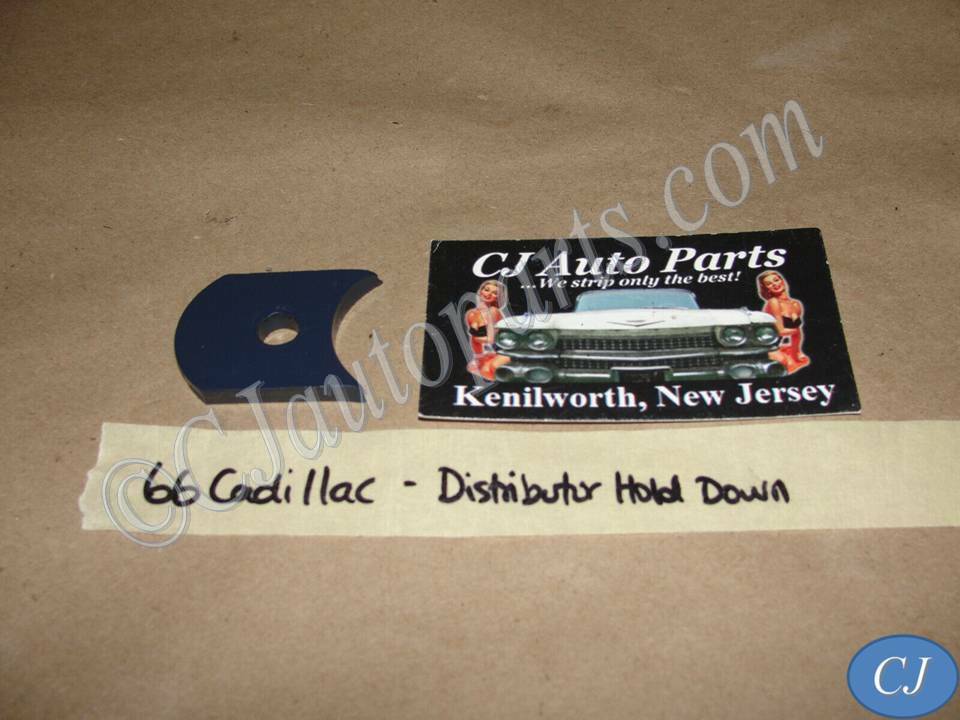 CJ Auto Parts
...We strip only the best!
Kenilworth, New Jersey
66 Cadillac - Distributor Hold Down
©CJautoparts.com
CJ